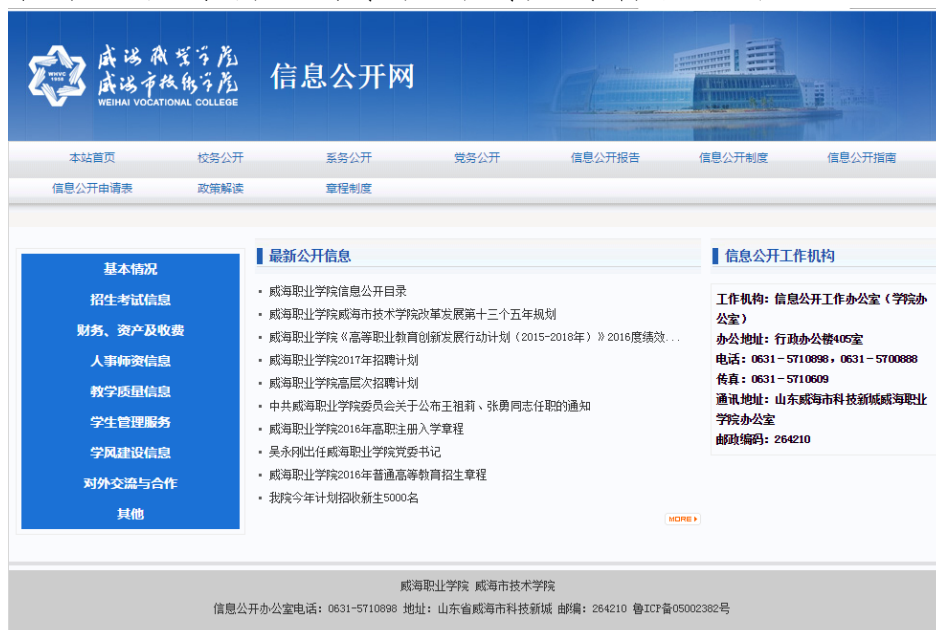 WHVC
1958
威海职业学院
威海市技术学院
WEIHAI VOCATIONAL COLLEGE
信息公开网
本站首页 校务公开 系务公开 党务公开 信息公开报告 信息公开制度 信息公开指南
信息公开申请表 政策解读 章程制度
基本情况
招生考试信息
财务、资产及收费
人事师资信息
教学质量信息
学生管理服务
学风建设信息
对外交流与合作
其他
最新公开信息
威海职业学院信息公开目录
威海职业学院威海市技术学院改革发展第十三个五年规划
威海职业学院《高等职业教育创新发展行动计划（2015-2018年）》2016度绩效...
威海职业学院2017年招聘计划
威海职业学院高层次招聘计划
中共威海职业学院委员会关于公布王祖莉、张勇同志任职的通知
威海职业学院2016年高职注册入学章程
吴永刚出任威海职业学院党委书记
威海职业学院2016年普通高等教育招生章程
我院今年计划招收新生5000名
MORE
信息公开工作机构
工作机构：信息公开工作办公室（学院办
公室）
办公地址：行政办公楼405室
电话：0631-5710898，0631-5700888
传真：0631-5710609
通讯地址：山东威海市科技新城威海职业
学院办公室
邮政编码：264210
威海职业学院 威海市技术学院
信息公开办公室电话：0631-5710898 地址：山东省威海市科技新城 邮编：264210 鲁ICP备05002382号